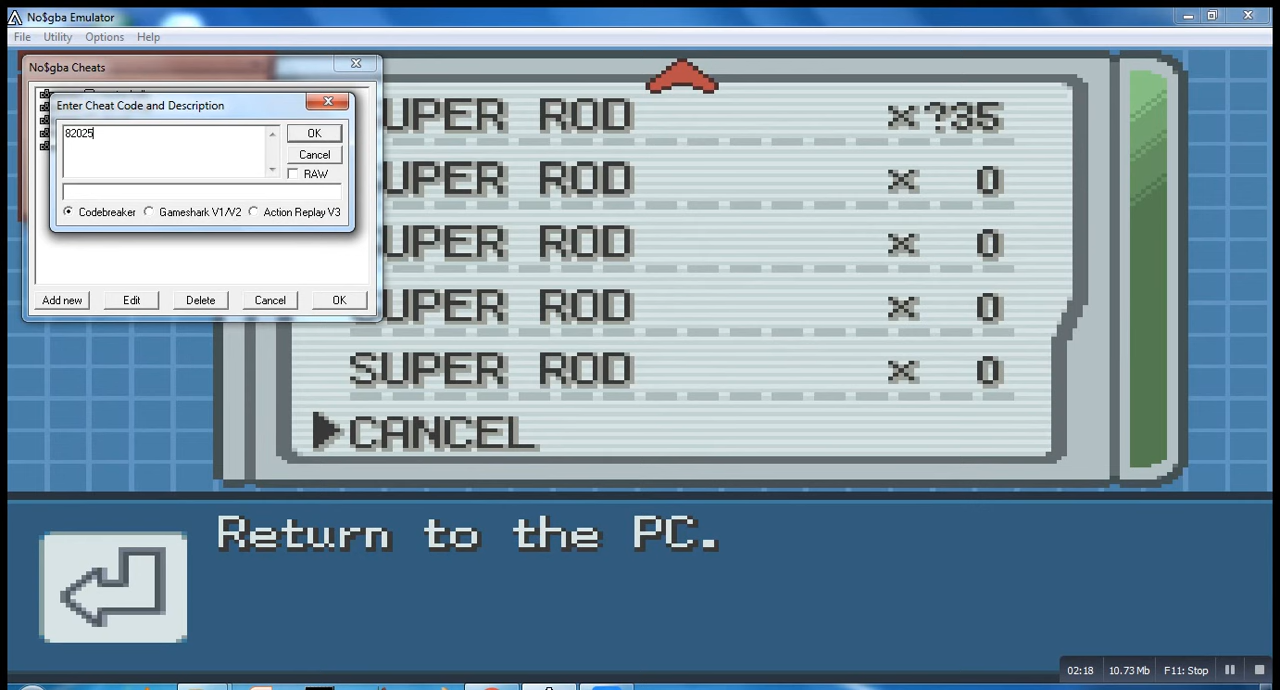 No$gba Emulator
File Utility Options Help
No$gba Cheats
Enter Cheat Code and Description
82025
OK
Cancel
RAW
Codebreaker Gameshark V1/V2 Action Replay V3
Add new Edit Delete Cancel OK
SUPER ROD ×?35
SUPER ROD × 0
SUPER ROD × 0
SUPER ROD × 0
SUPER ROD × 0
CANCEL
Return to the PC.
02:18 10.73 Mb F11: Stop